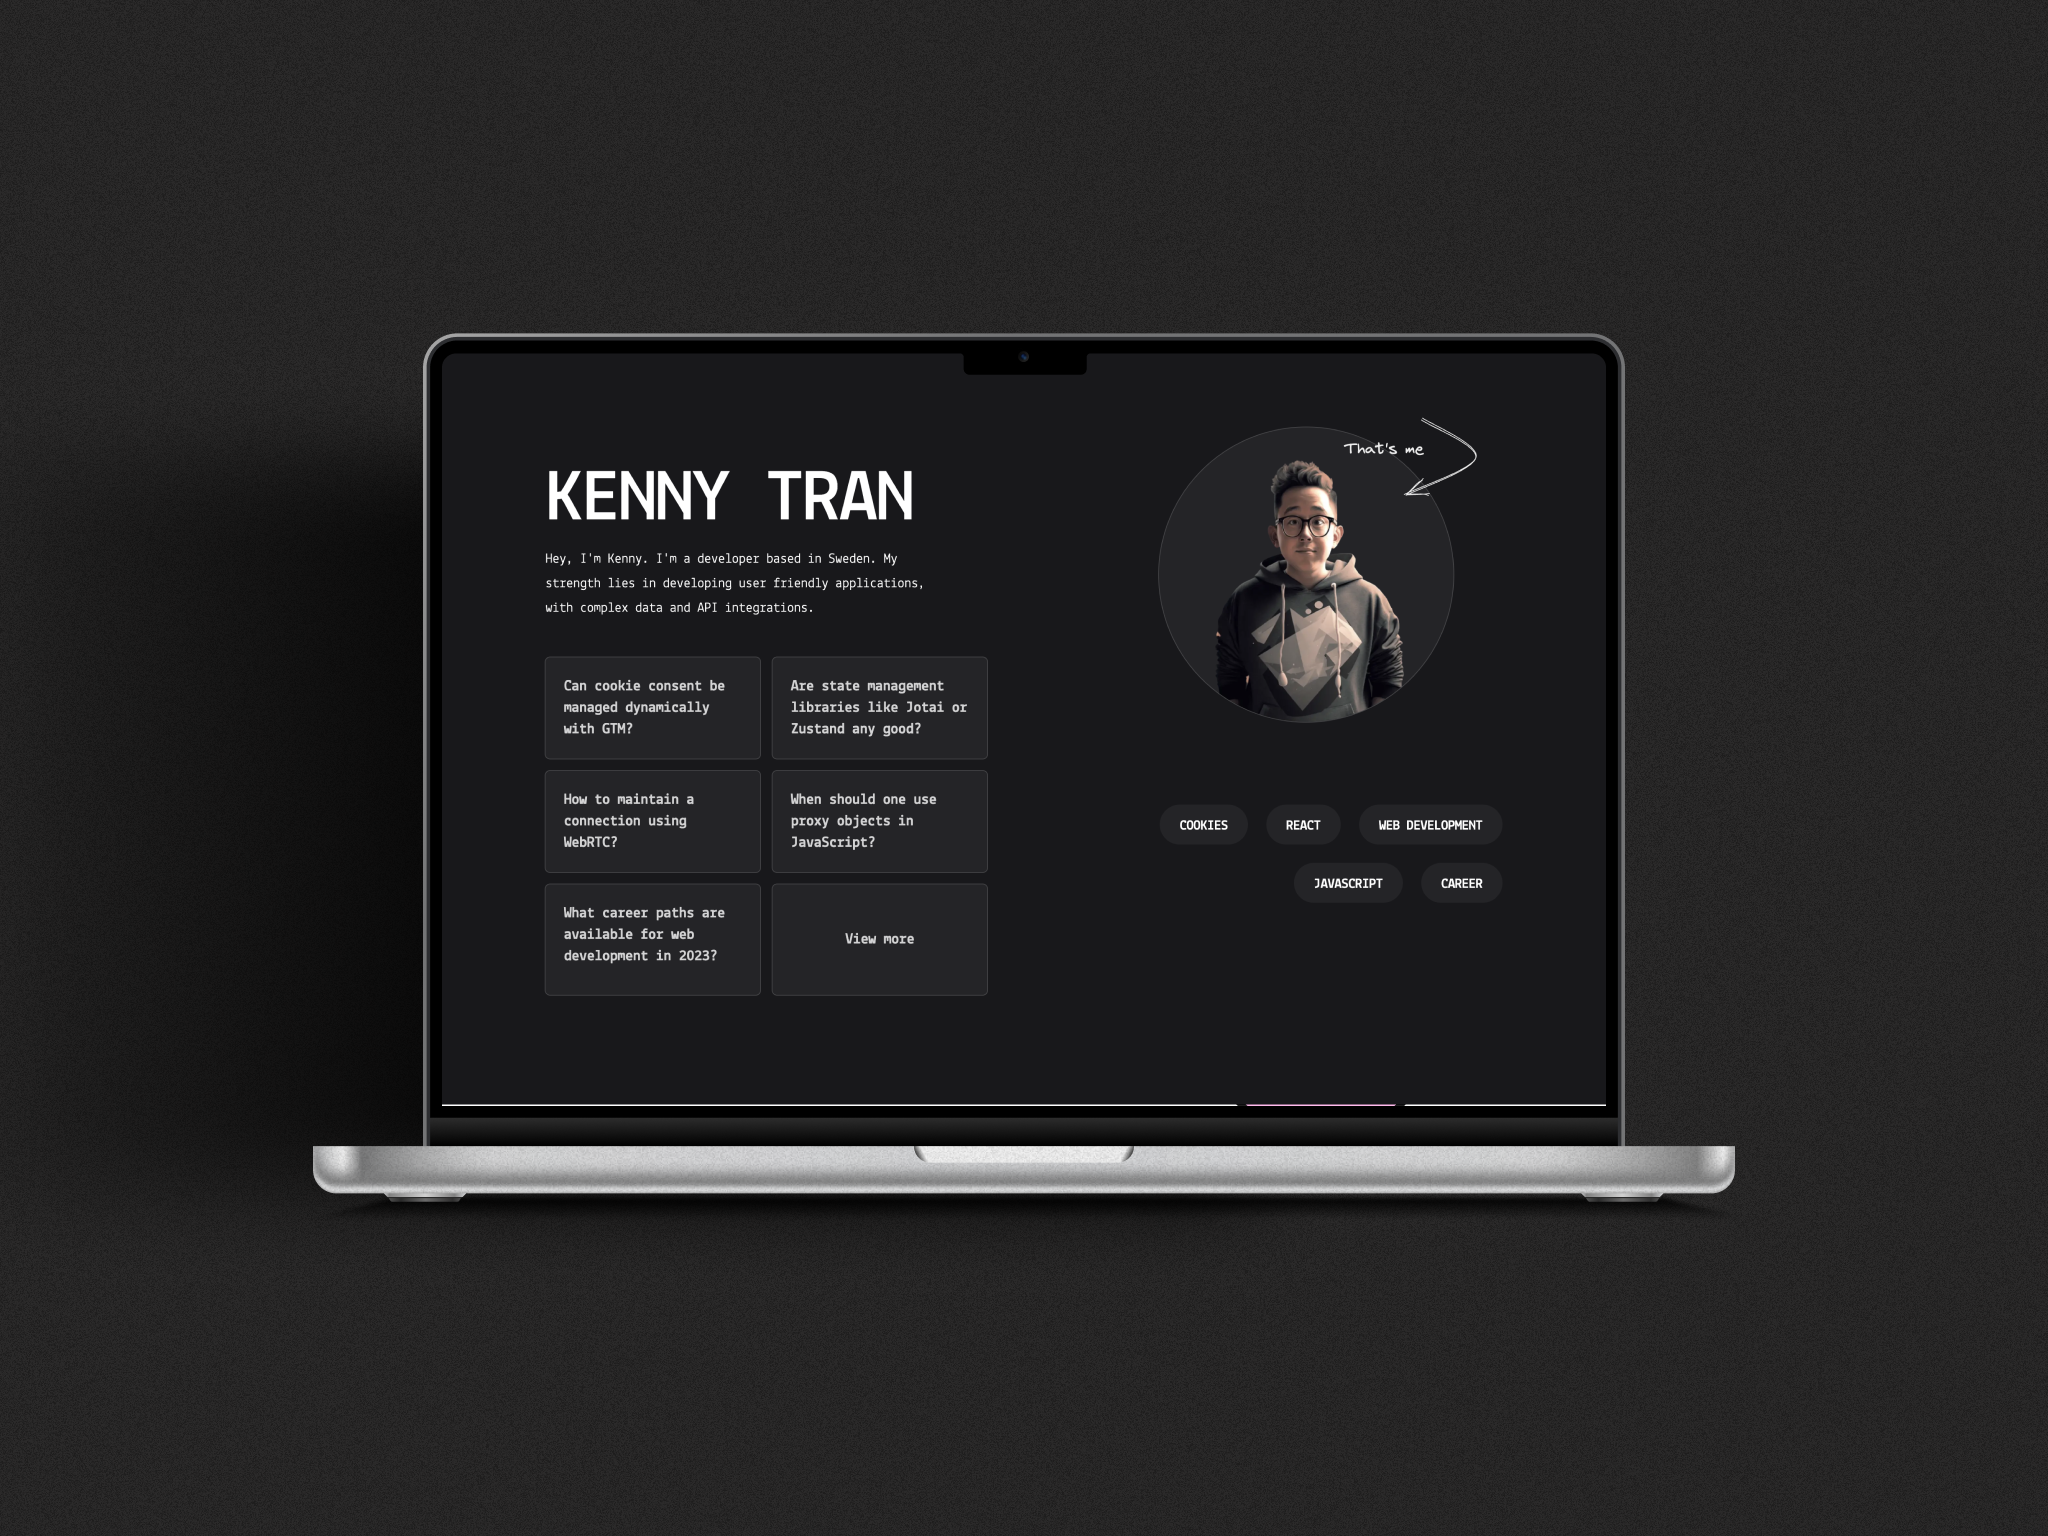 KENNY TRAN
Hey, I'm Kenny. I'm a developer based in Sweden. My
strength lies in developing user friendly applications,
with complex data and API integrations.
Can cookie consent be
managed dynamically
with GTM?
Are state management
libraries like Jotai or
Zustand any good?
How to maintain a
connection using
WebRTC?
When should one use
proxy objects in
JavaScript?
What career paths are
available for web
development in 2023?
View more
That's me
COOKIES
REACT
WEB DEVELOPMENT
JAVASCRIPT
CAREER